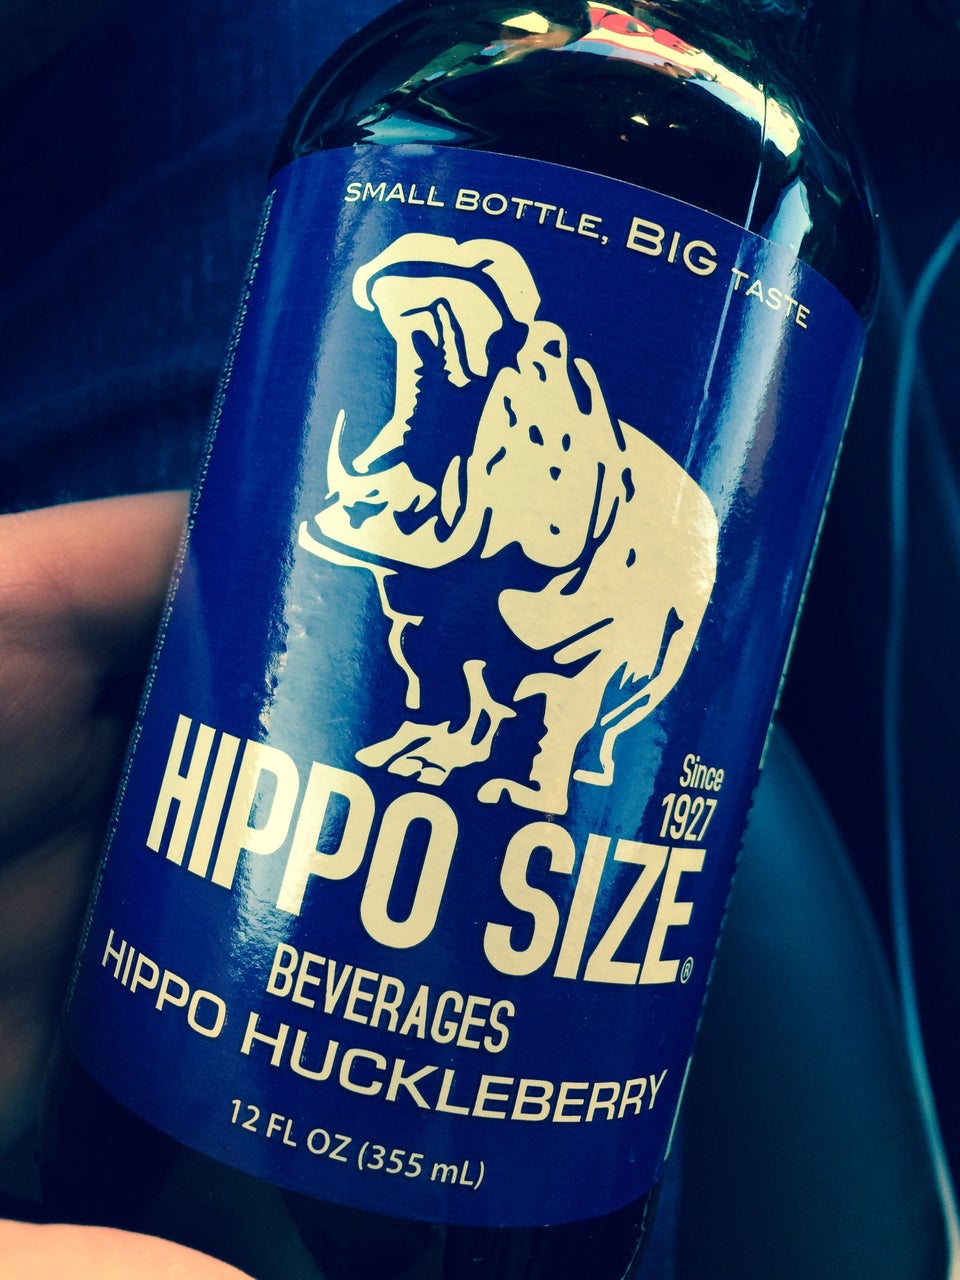 SMALL BOTTLE, BIG TASTE
Since
1927
HIPPO SIZE®
BEVERAGES
HIPPO HUCKLEBERRY
12 FL OZ (355 mL)